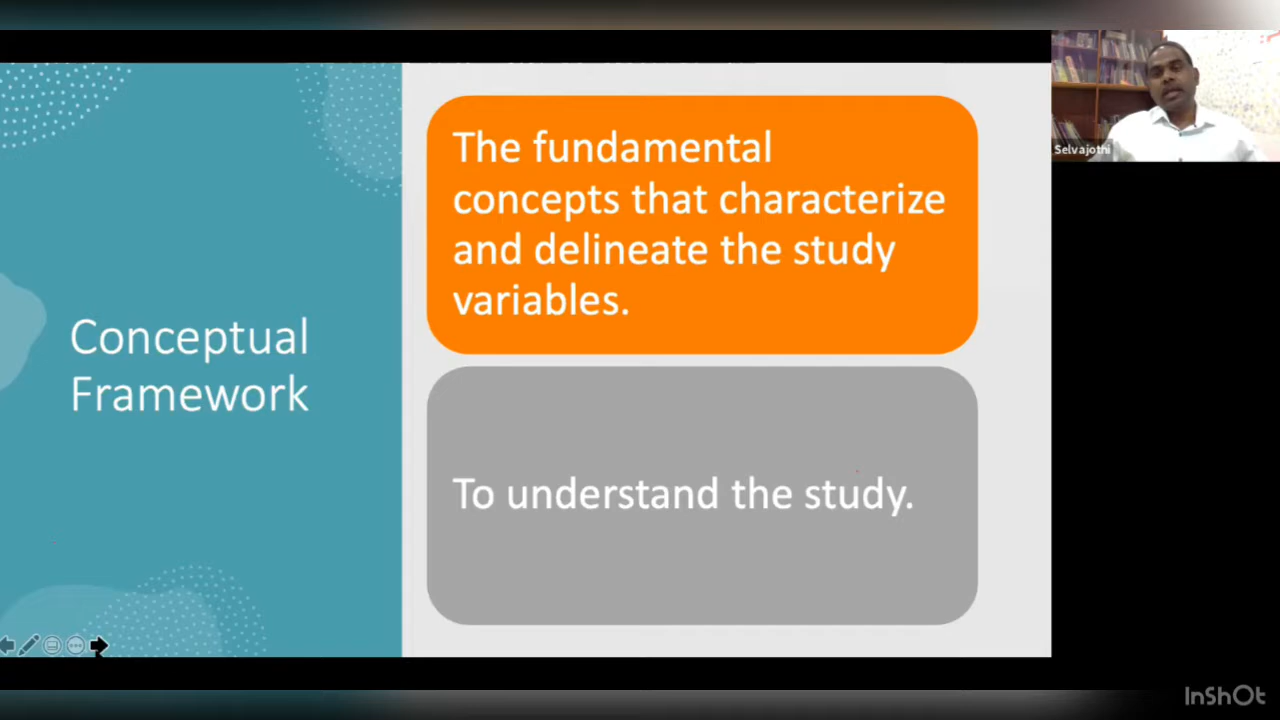 Conceptual
Framework
The fundamental
concepts that characterize
and delineate the study
variables.
To understand the study.
Selvajothi
InShOt